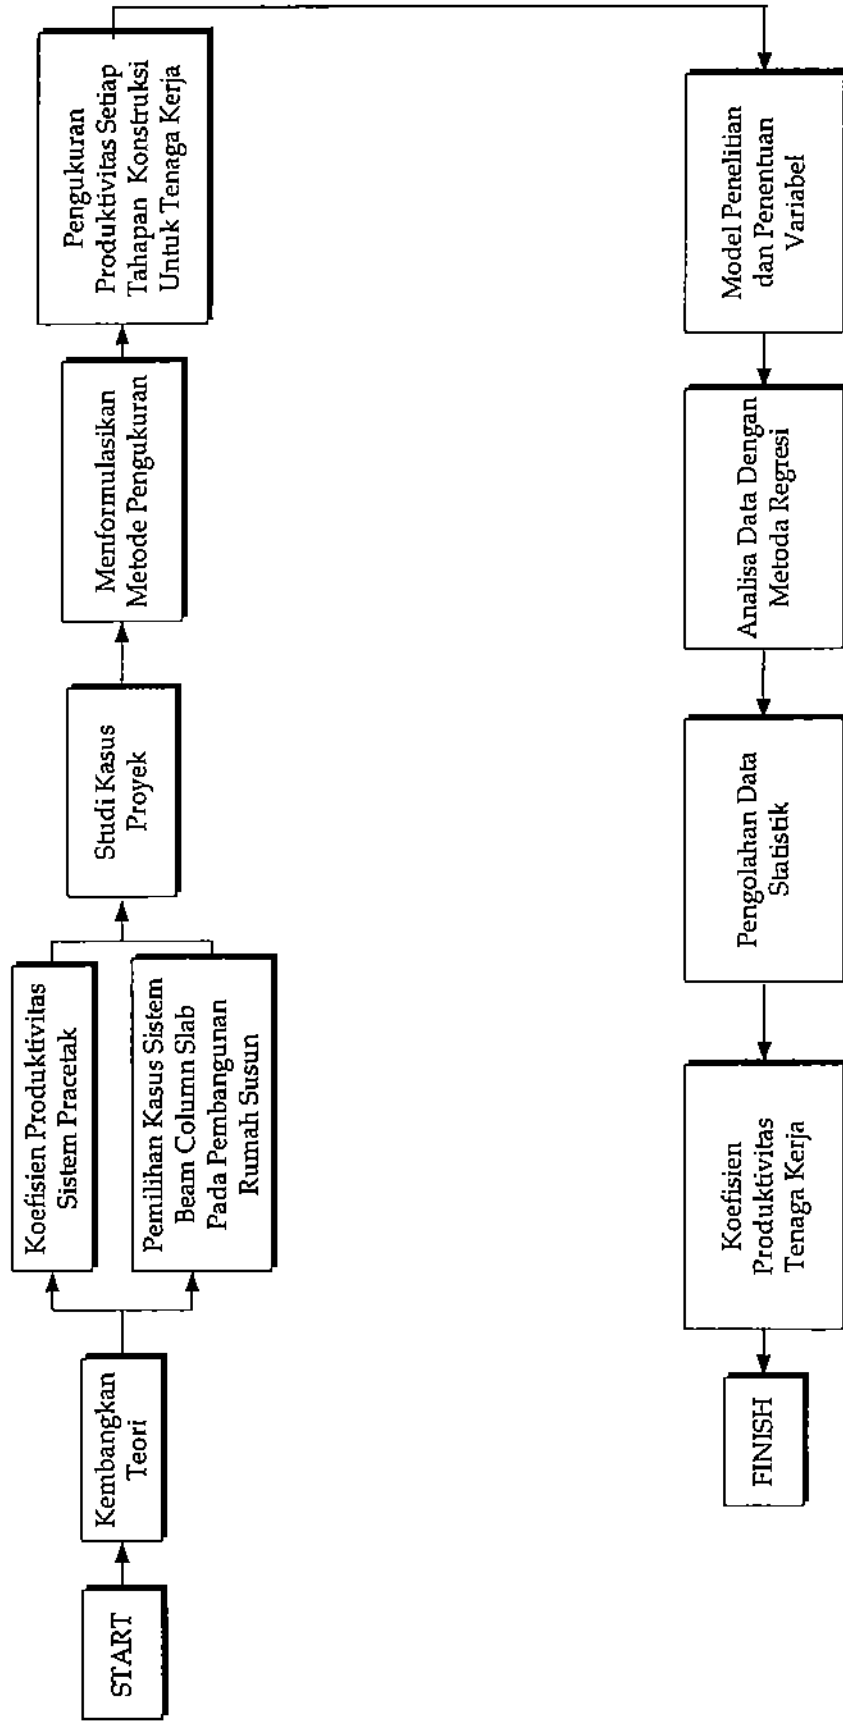 START
Kembangkan
Teori
Koefisien Produktivitas
Sistem Pracetak
Pemilihan Kasus Sistem
Beam Column Slab
Pada Pembangunan
Rumah Susun
Studi Kasus
Proyek
Menformulasikan
Metode Pengukuran
Pengukuran
Produktivitas Setiap
Tahapan Konstruksi
Untuk Tenaga Kerja
Model Penelitian
dan Penentuan
Variabel
Analisa Data Dengan
Metoda Regresi
Pengolahan Data
Statistik
Koefisien
Produktivitas
Tenaga Kerja
FINISH